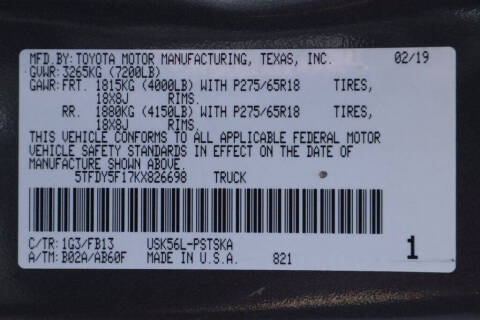 MFD.BY:TOYOTA MOTOR MANUFACTURING, TEXAS, INC. 02/19
GVWR:3265KG (7200LB)
GAWR:FRT. 1815KG (4000LB) WITH P275/65R18 TIRES,
18X8J RIMS.
RR. 1880KG (4150LB) WITH P275/65R18 TIRES,
18X8J RIMS.
THIS VEHICLE CONFORMS TO ALL APPLICABLE FEDERAL MOTOR
VEHICLE SAFETY STANDARDS IN EFFECT ON THE DATE OF
MANUFACTURE SHOWN ABOVE.
5TFDY5F17KX826698 TRUCK
C/TR:1G3/FB13 USK56L-PSTSKA
A/TM:B02A/AB60F MADE IN U.S.A. 821 1